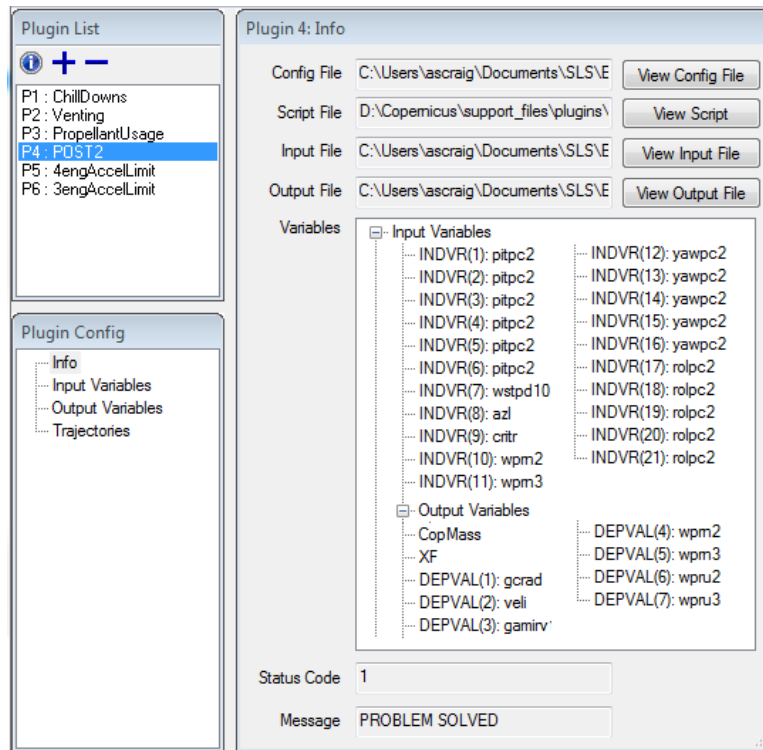 Plugin List
P1 : ChillDowns
P2 : Venting
P3 : PropellantUsage
P4 : POST2
P5 : 4engAccelLimit
P6 : 3engAccelLimit
Plugin Config
Info
Input Variables
Output Variables
Trajectories
Plugin 4: Info
Config File C:\Users\ascraig\Documents\SLS\E View Config File
Script File D:\Copernicus\support_files\plugins\ View Script
Input File C:\Users\ascraig\Documents\SLS\E View Input File
Output File C:\Users\ascraig\Documents\SLS\E View Output File
Variables
Input Variables
INDVR(1): pitpc2
INDVR(2): pitpc2
INDVR(3): pitpc2
INDVR(4): pitpc2
INDVR(5): pitpc2
INDVR(6): pitpc2
INDVR(7): wstpd10
INDVR(8): azl
INDVR(9): critr
INDVR(10): wprn2
INDVR(11): wprn3
INDVR(12): yawpc2
INDVR(13): yawpc2
INDVR(14): yawpc2
INDVR(15): yawpc2
INDVR(16): yawpc2
INDVR(17): rolpc2
INDVR(18): rolpc2
INDVR(19): rolpc2
INDVR(20): rolpc2
INDVR(21): rolpc2
Output Variables
CopMass
XF
DEPVAL(1): gcrad
DEPVAL(2): veli
DEPVAL(3): gamirv
DEPVAL(4): wprn2
DEPVAL(5): wprn3
DEPVAL(6): wpru2
DEPVAL(7): wpru3
Status Code 1
Message PROBLEM SOLVED